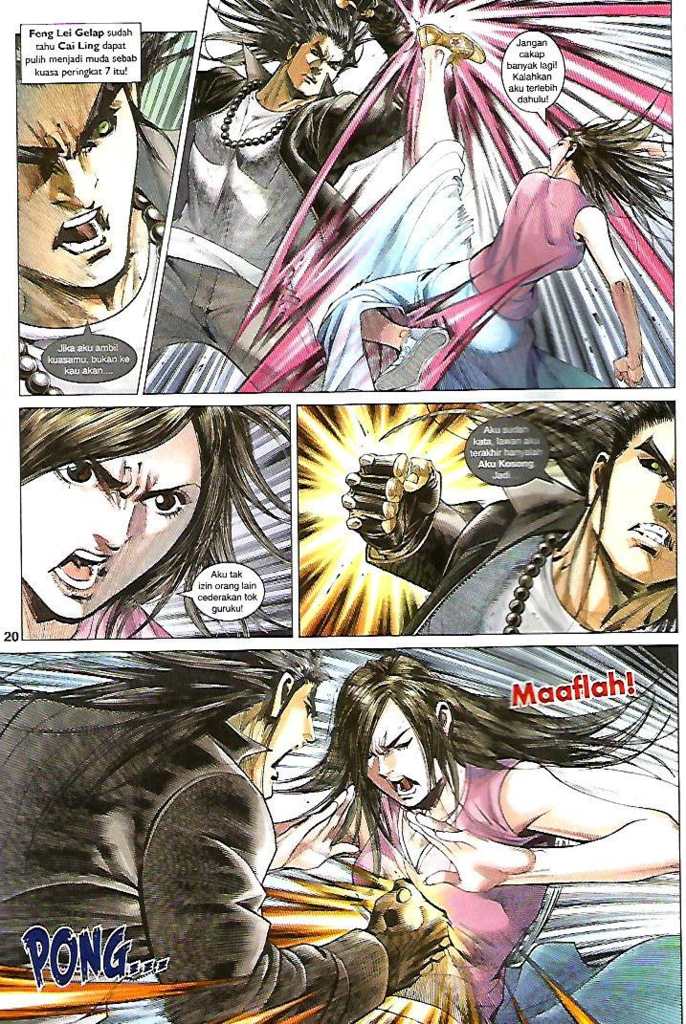 Feng Lei Gelap sudah
tahu Cai Ling dapat
pulih menjadi muda sebab
kuasa peringkat 7 itu!
Jangan
cakap
banyak lagi!
Kalahkan
aku terlebih
dahulu!
Jika aku ambil
kuasamu, bukan ke
kau akan....
Aku tak
izin orang lain
cederakan tok
guruku!
Aku sudah
kata, lawan aku
terakhir hanyalah
Aku Kosong
Jadi
20
Maaflah!
PONG...